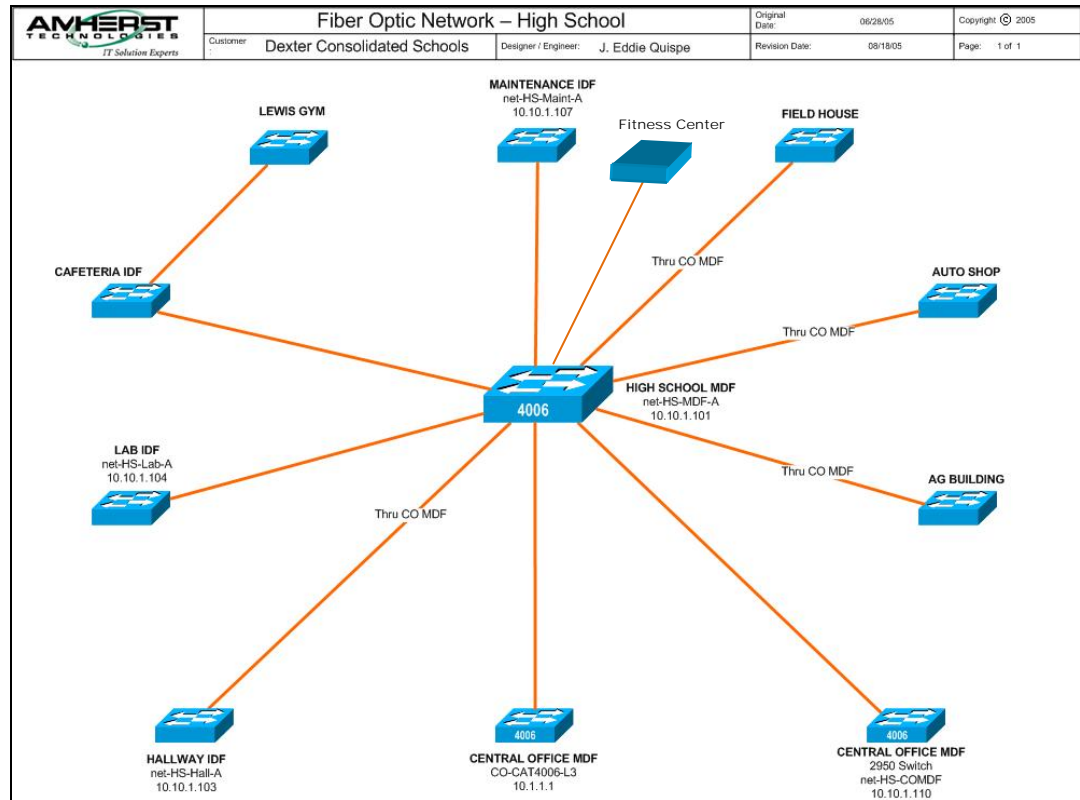 AMHERST
TECHNOLOGIES
IT Solution Experts
Fiber Optic Network – High School
Original Date:
06/28/05
Copyright © 2005
Customer :
Dexter Consolidated Schools
Designer / Engineer:
J. Eddie Quispe
Revision Date:
08/18/05
Page: 1 of 1
MAINTENANCE IDF
net-HS-Maint-A
10.10.1.107
LEWIS GYM
Fitness Center
FIELD HOUSE
CAFETERIA IDF
Thru CO MDF
AUTO SHOP
Thru CO MDF
HIGH SCHOOL MDF
net-HS-MDF-A
10.10.1.101
4006
LAB IDF
net-HS-Lab-A
10.10.1.104
Thru CO MDF
AG BUILDING
Thru CO MDF
HALLWAY IDF
net-HS-Hall-A
10.10.1.103
4006
CENTRAL OFFICE MDF
CO-CAT4006-L3
10.1.1.1
4006
CENTRAL OFFICE MDF
2950 Switch
net-HS-COMDF
10.10.1.110